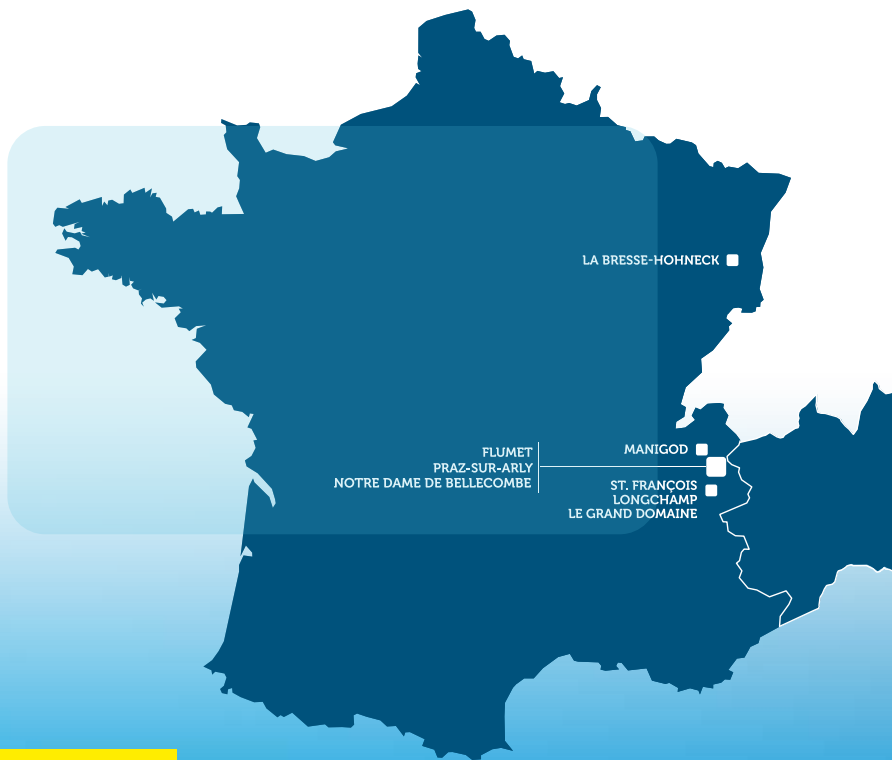 LA BRESSE-HOHNECK
FLUMET
PRAZ-SUR-ARLY
NOTRE DAME DE BELLECOMBE
MANIGOD
ST. FRANÇOIS
LONGCHAMP
LE GRAND DOMAINE